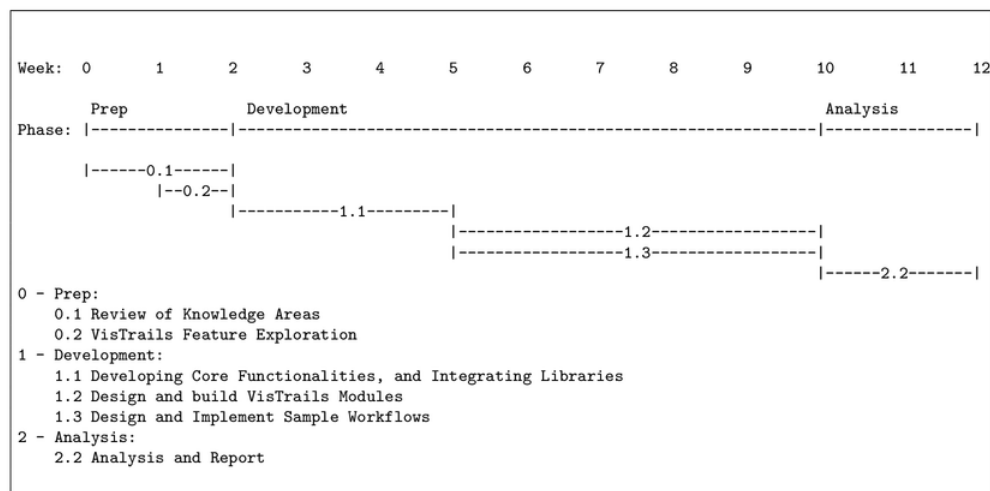 Week:  0       1       2       3       4       5       6       7       8       9       10      11      12
        Prep             Development                                                     Analysis
Phase: |---------------|---------------------------------------------------------------|----------------|
       |------0.1------|
               |--0.2--|
                       |-----------1.1---------|
                                               |------------------1.2------------------|
                                               |------------------1.3------------------|
                                                                                       |------2.2-------|
0 - Prep:
    0.1 Review of Knowledge Areas
    0.2 VisTrails Feature Exploration
1 - Development:
    1.1 Developing Core Functionalities, and Integrating Libraries
    1.2 Design and build VisTrails Modules
    1.3 Design and Implement Sample Workflows
2 - Analysis:
    2.2 Analysis and Report